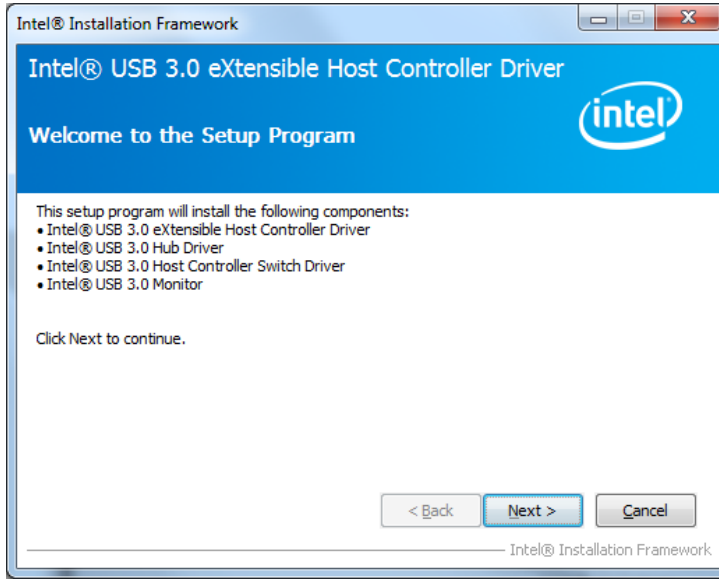 Intel® Installation Framework
Intel® USB 3.0 eXtensible Host Controller Driver
intel
Welcome to the Setup Program
This setup program will install the following components:
• Intel® USB 3.0 eXtensible Host Controller Driver
• Intel® USB 3.0 Hub Driver
• Intel® USB 3.0 Host Controller Switch Driver
• Intel® USB 3.0 Monitor
Click Next to continue.
< Back Next > Cancel
Intel® Installation Framework